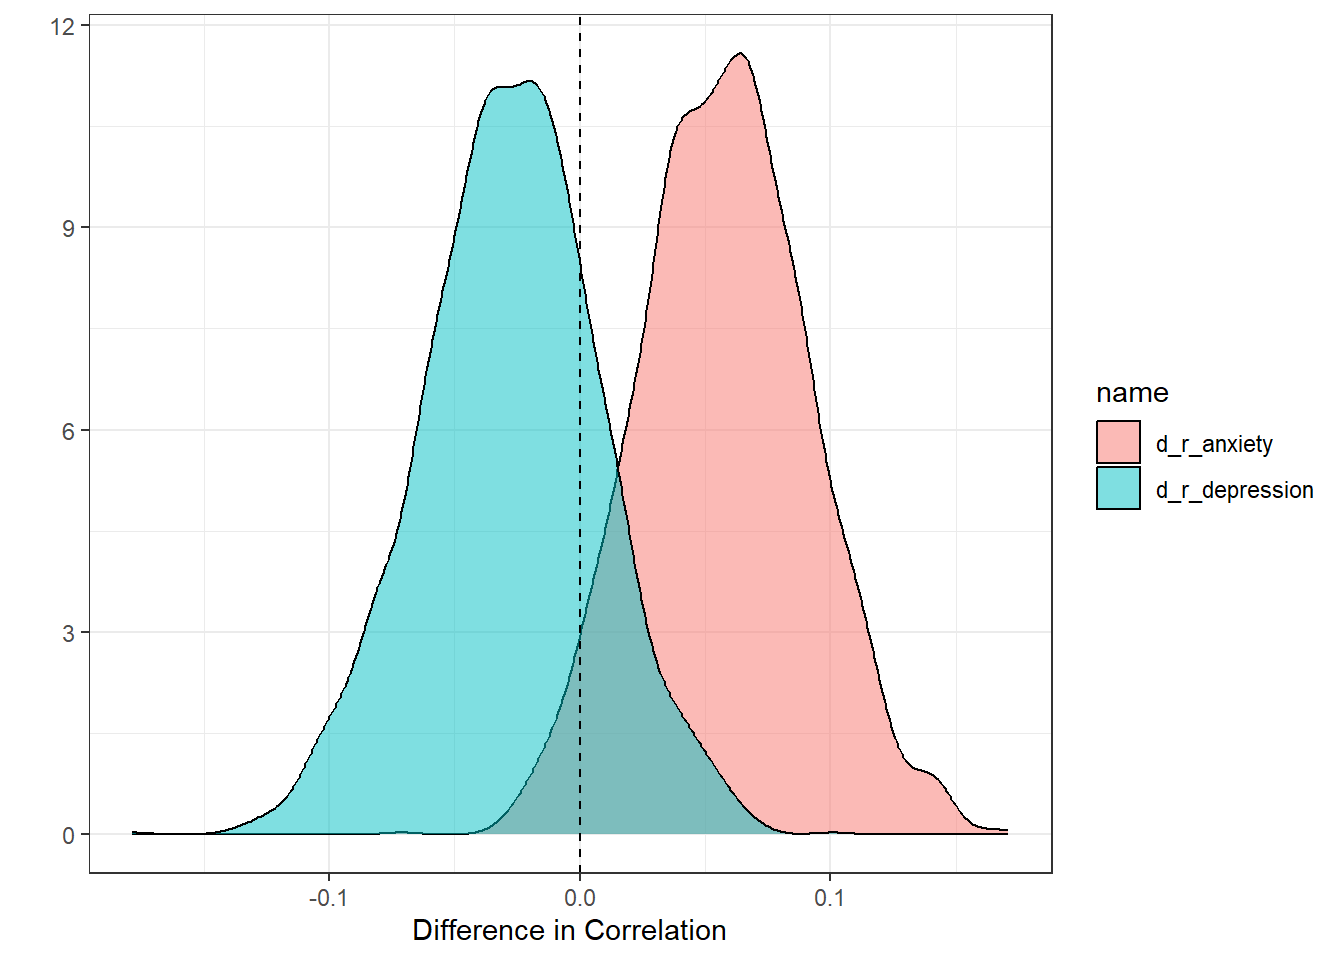 12
9
6
3
0
-0.1
0.0
0.1
Difference in Correlation
name
d_r_anxiety
d_r_depression